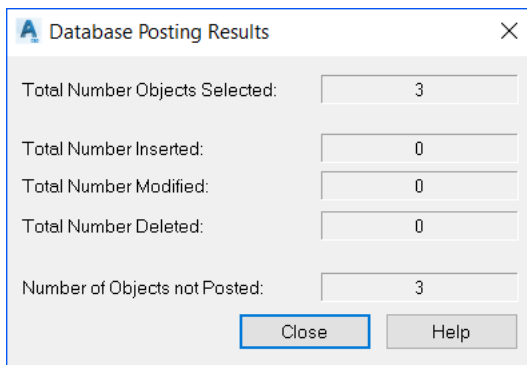 Database Posting Results
Total Number Objects Selected: 3
Total Number Inserted: 0
Total Number Modified: 0
Total Number Deleted: 0
Number of Objects not Posted: 3
Close Help